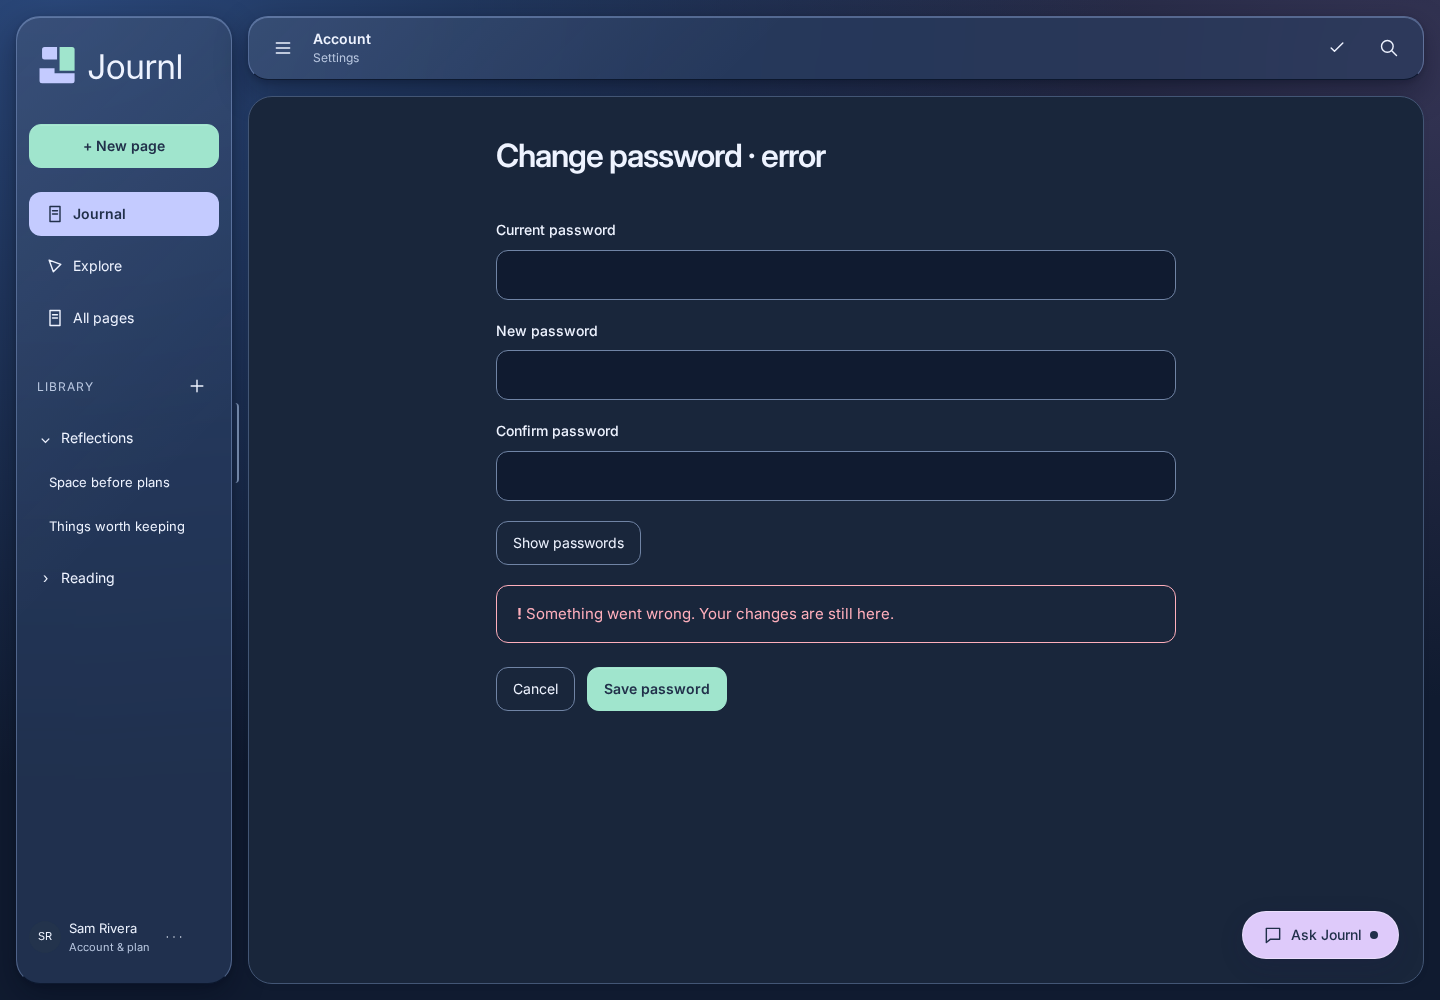 Journl
+ New page
Journal
Explore
All pages
LIBRARY
Reflections
Space before plans
Things worth keeping
Reading
SR
Sam Rivera
Account & plan
...
Account
Settings
Change password · error
Current password
New password
Confirm password
Show passwords
! Something went wrong. Your changes are still here.
Cancel
Save password
Ask Journl